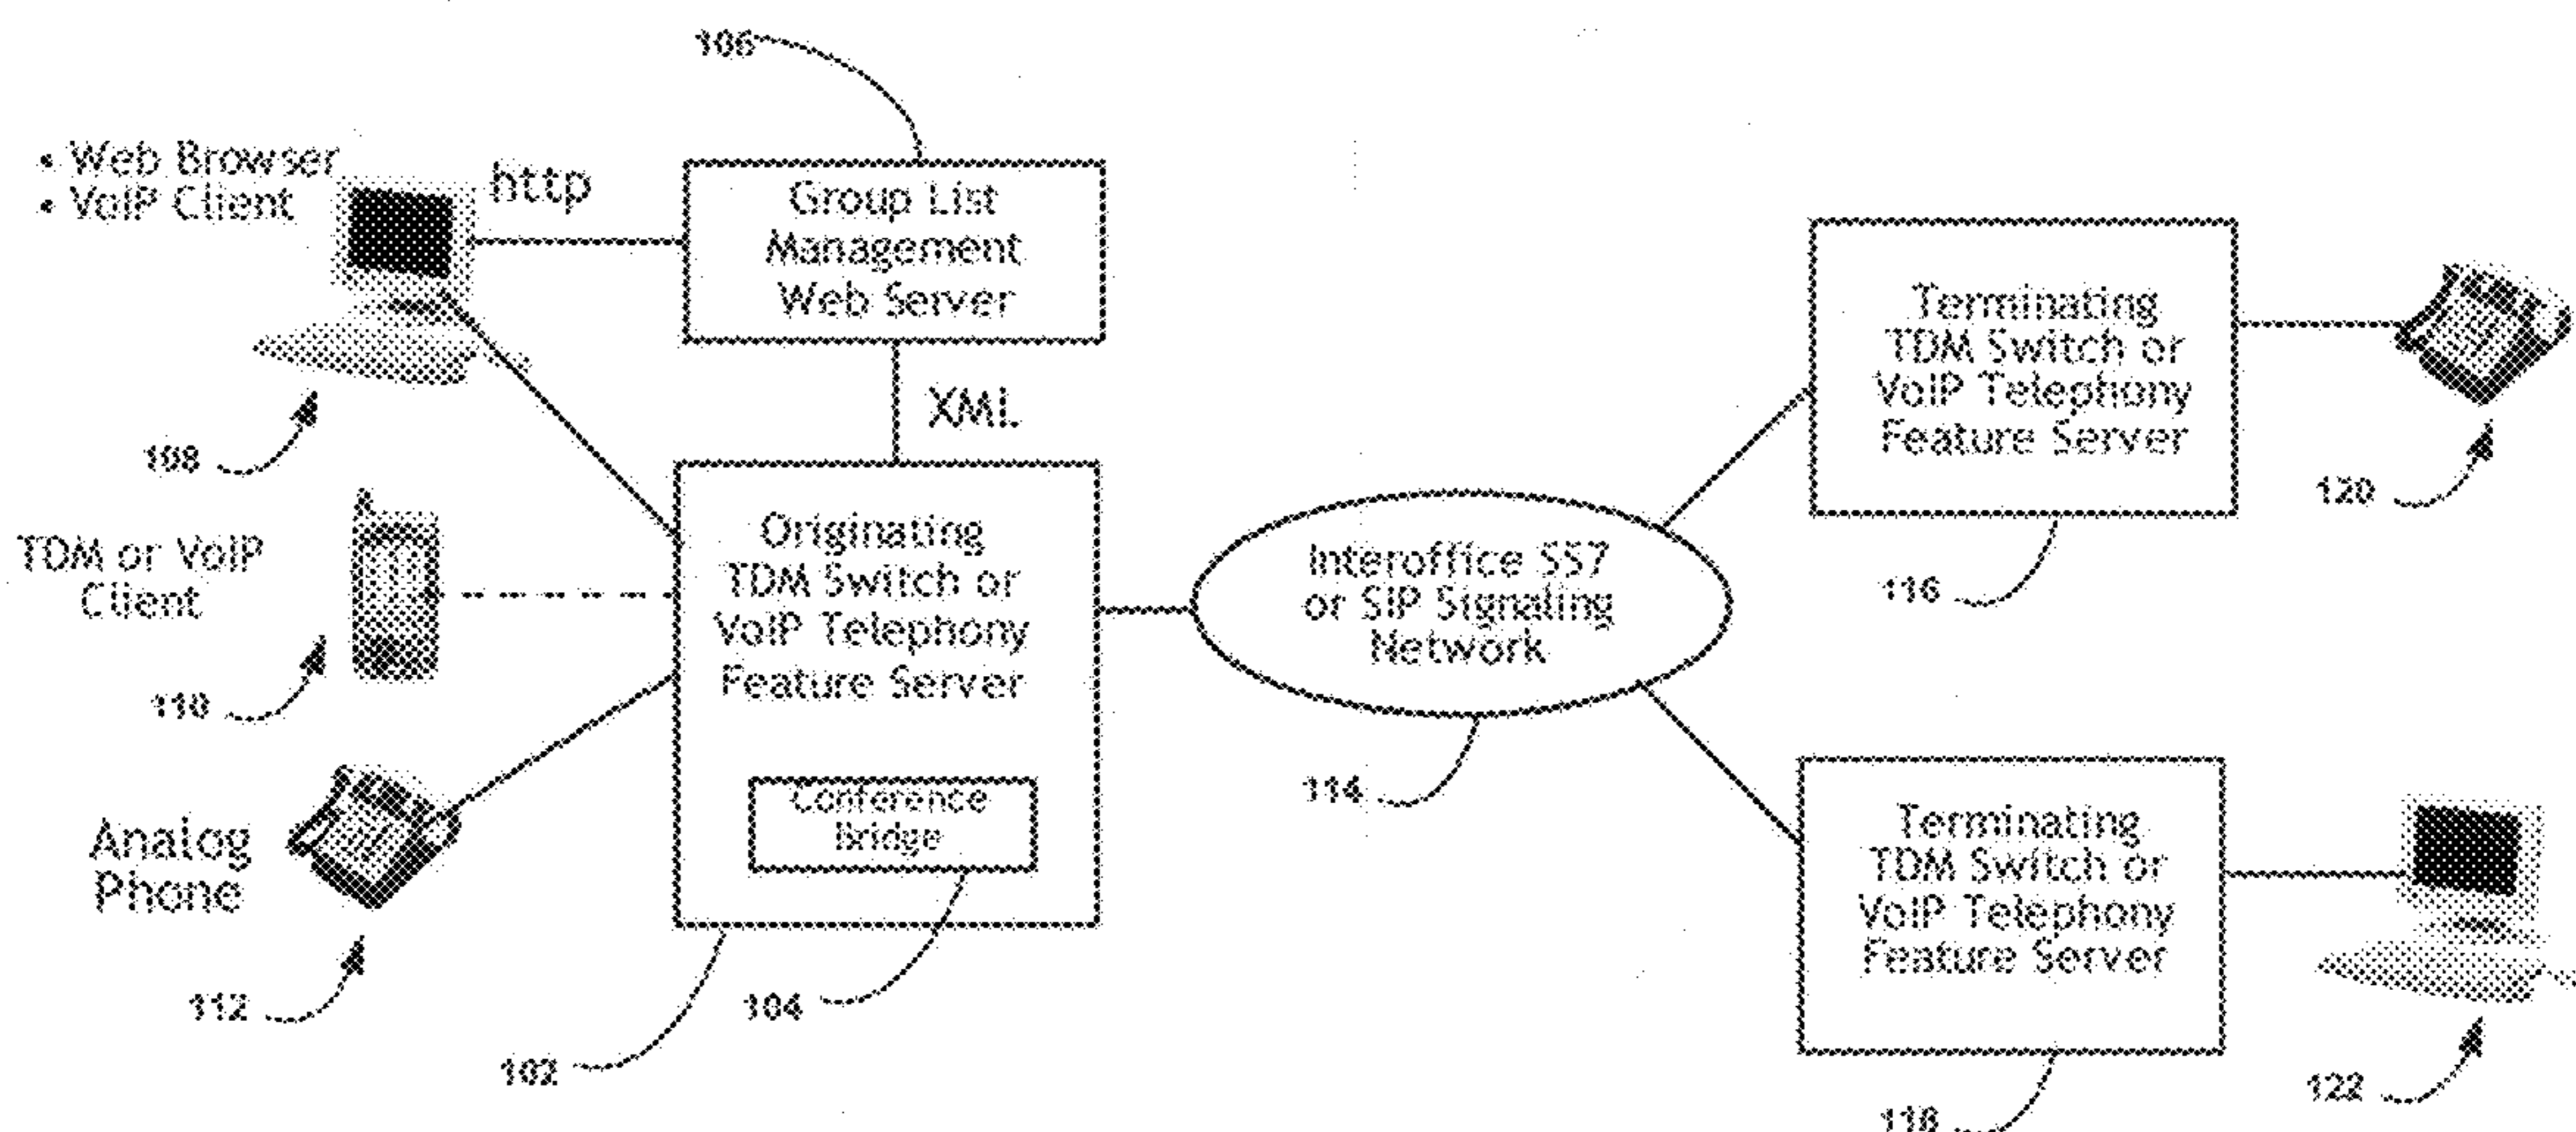 106
• Web Browser
• VoIP Client
http
Group List
Management
Web Server
XML
108
TDM or VoIP
Client
110
Analog
Phone
112
Originating
TDM Switch or
VoIP Telephony
Feature Server
Conference
Bridge
104
102
Interoffice SS7
or SIP Signaling
Network
114
Terminating
TDM Switch or
VoIP Telephony
Feature Server
116
120
Terminating
TDM Switch or
VoIP Telephony
Feature Server
118
122